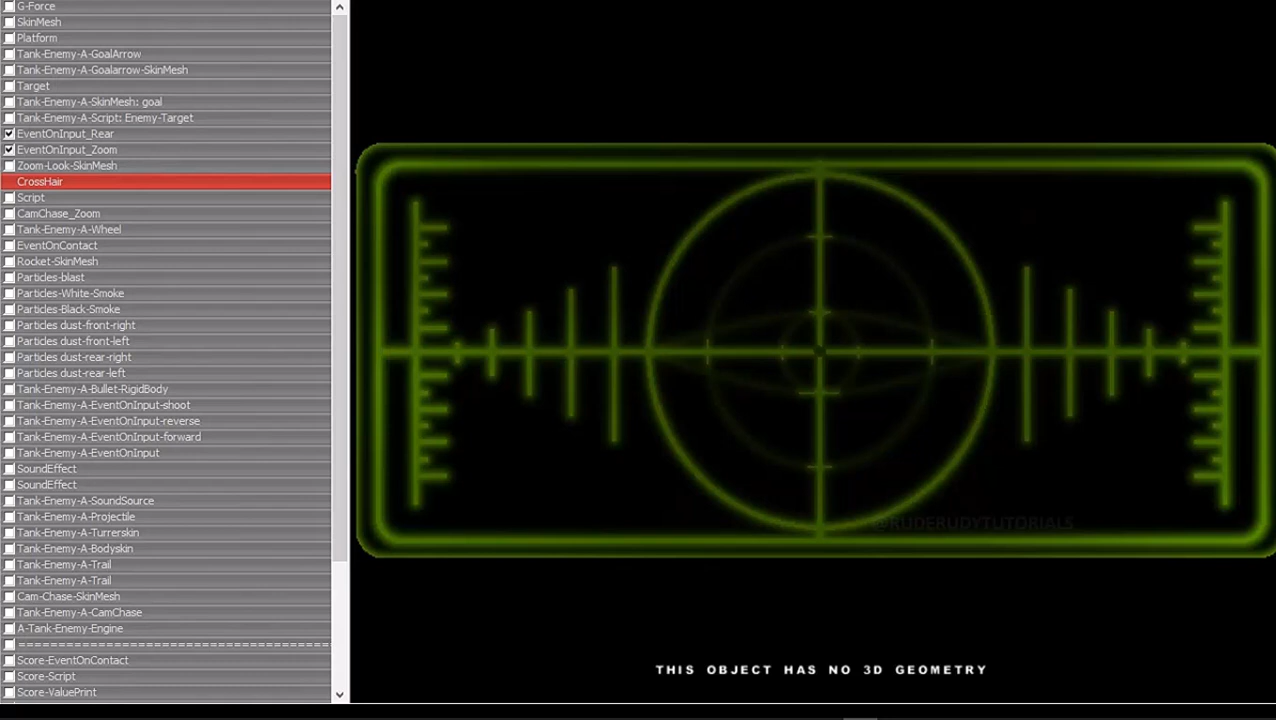 G-Force
SkinMesh
Platform
Tank-Enemy-A-GoalArrow
Tank-Enemy-A-Goalarrow-SkinMesh
Target
Tank-Enemy-A-SkinMesh: goal
Tank-Enemy-A-Script: Enemy-Target
EventOnInput_Rear
EventOnInput_Zoom
Zoom-Look-SkinMesh
CrossHair
Script
CamChase_Zoom
Tank-Enemy-A-Wheel
EventOnContact
Rocket-SkinMesh
Particles-blast
Particles-White-Smoke
Particles-Black-Smoke
Particles dust-front-right
Particles dust-front-left
Particles dust-rear-right
Particles dust-rear-left
Tank-Enemy-A-Bullet-RigidBody
Tank-Enemy-A-EventOnInput-shoot
Tank-Enemy-A-EventOnInput-reverse
Tank-Enemy-A-EventOnInput-forward
Tank-Enemy-A-EventOnInput
SoundEffect
SoundEffect
Tank-Enemy-A-SoundSource
Tank-Enemy-A-Projectile
Tank-Enemy-A-Turrerskin
Tank-Enemy-A-Bodyskin
Tank-Enemy-A-Trail
Tank-Enemy-A-Trail
Cam-Chase-SkinMesh
Tank-Enemy-A-CamChase
A-Tank-Enemy-Engine
=======================================
Score-EventOnContact
Score-Script
Score-ValuePrint
@RUDERUDYTUTORIALS
THIS OBJECT HAS NO 3D GEOMETRY